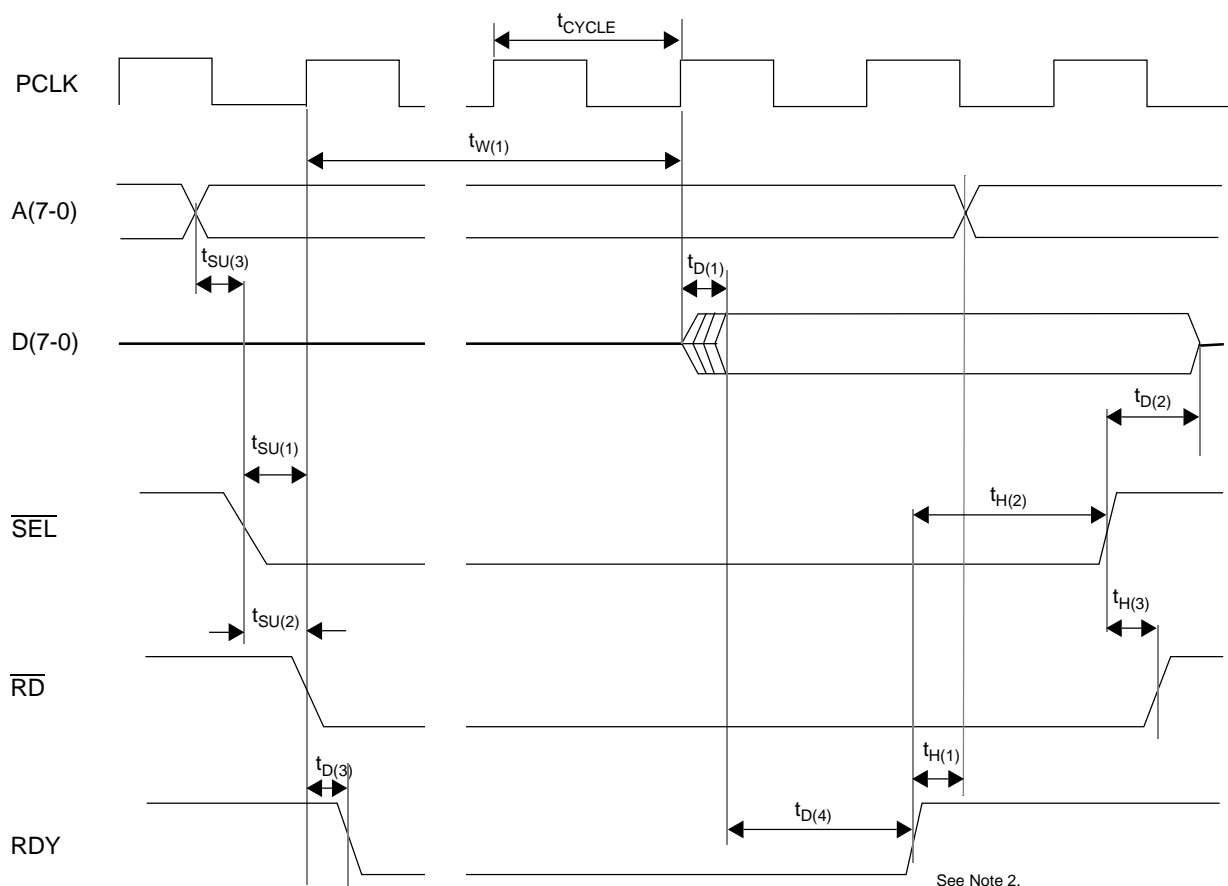 tCYCLE
PCLK
tW(1)
A(7-0)
tSU(3)
tD(1)
D(7-0)
tD(2)
tSU(1)
tH(2)
SEL
tH(3)
tSU(2)
RD
tH(1)
tD(3)
tD(4)
RDY
See Note 2.